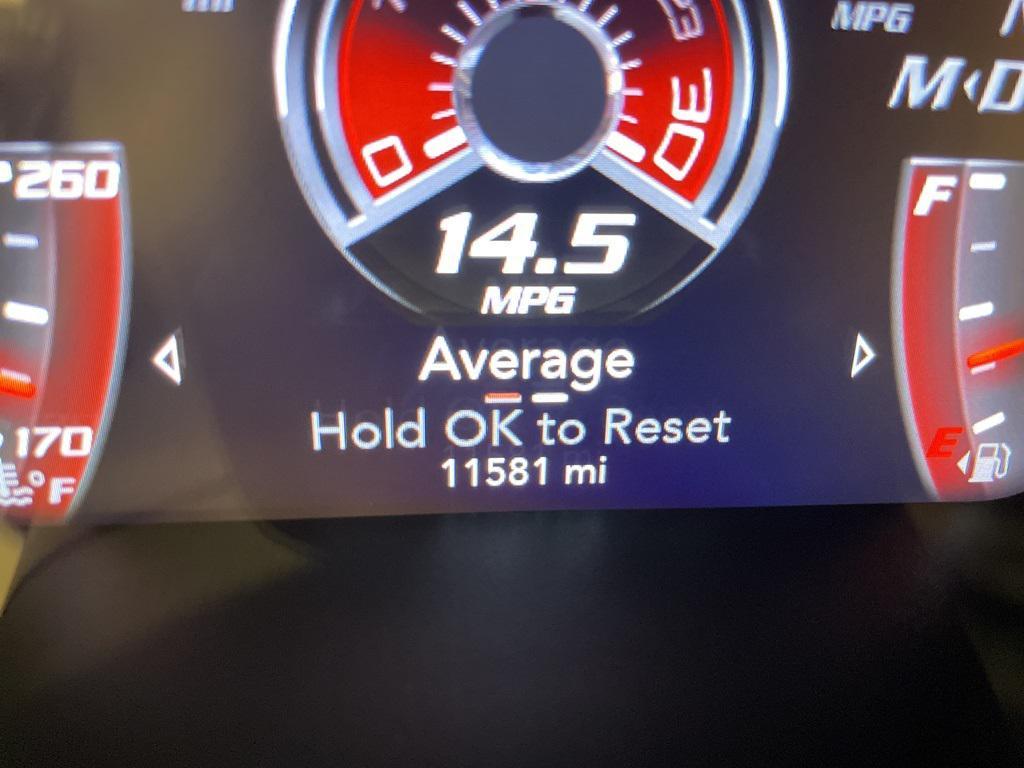 MPG
M‹D
0
30
260
F
14.5
MPG
Average
Hold OK to Reset
170
E
11581 mi
°F